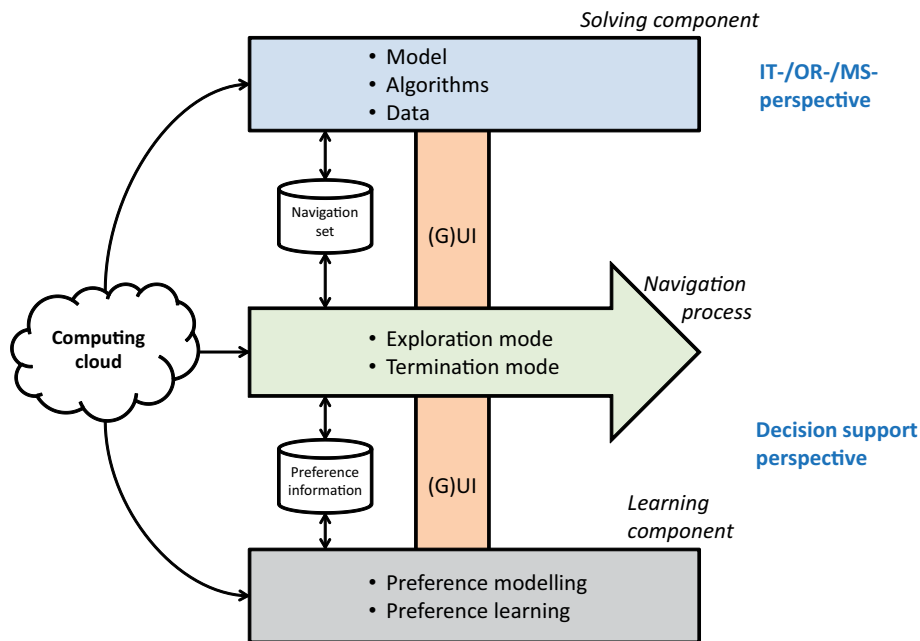 Solving component
• Model
• Algorithms
• Data
IT-/OR-/MS-
perspective
Navigation
set
(G)UI
Navigation
process
Computing
cloud
• Exploration mode
• Termination mode
Decision support
perspective
Preference
information
(G)UI
Learning
component
• Preference modelling
• Preference learning